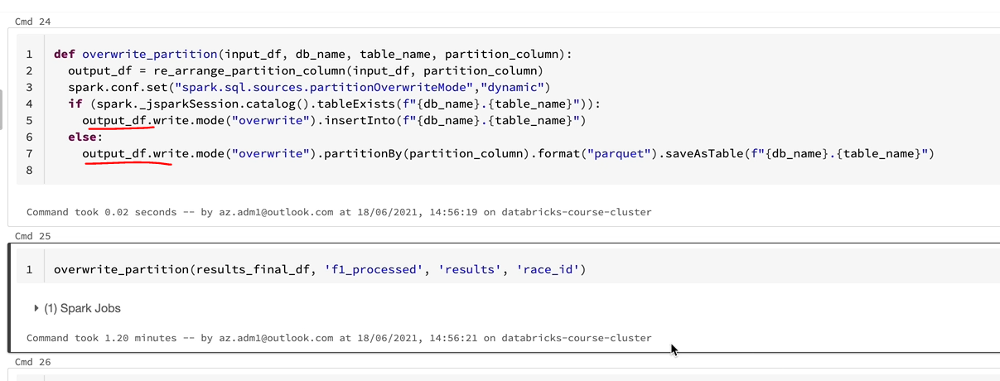 Cmd 24
1 def overwrite_partition(input_df, db_name, table_name, partition_column):
2 output_df = re_arrange_partition_column(input_df, partition_column)
3 spark.conf.set("spark.sql.sources.partitionOverwriteMode","dynamic")
4 if (spark._jsparkSession.catalog().tableExists(f"{db_name}.{table_name}")):
5 output_df.write.mode("overwrite").insertInto(f"{db_name}.{table_name}")
6 else:
7 output_df.write.mode("overwrite").partitionBy(partition_column).format("parquet").saveAsTable(f"{db_name}.{table_name}")
8
Command took 0.02 seconds -- by az.adm1@outlook.com at 18/06/2021, 14:56:19 on databricks-course-cluster
Cmd 25
1 overwrite_partition(results_final_df, 'f1_processed', 'results', 'race_id')
(1) Spark Jobs
Command took 1.20 minutes -- by az.adm1@outlook.com at 18/06/2021, 14:56:21 on databricks-course-cluster
Cmd 26